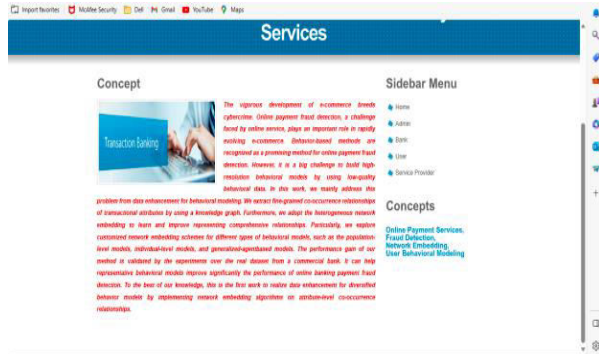 Import favorites McAfee Security Dell Gmail YouTube Maps
Services
Concept
Transaction Banking
The vigorous development of e-commerce breeds
cybercrime. Online payment fraud detection, a challenge
faced by online service, plays an important role in rapidly
evolving e-commerce. Behavior-based methods are
recognized as a promising method for online payment fraud
detection. However, it is a big challenge to build high-
resolution behavioral models by using low-quality
behavioral data. In this work, we mainly address this
problem from data enhancement for behavioral modeling. We extract fine-grained co-occurrence relationships
of transactional attributes by using a knowledge graph. Furthermore, we adopt the heterogeneous network
embedding to learn and improve representing comprehensive relationships. Particularly, we explore
customized network embedding schemes for different types of behavioral models, such as the population-
level models, individual-level models, and generalized-agentbased models. The performance gain of our
method is validated by the experiments over the real dataset from a commercial bank. It can help
representative behavioral models improve significantly the performance of online banking payment fraud
detection. To the best of our knowledge, this is the first work to realize data enhancement for diversified
behavior models by implementing network embedding algorithms on attribute-level co-occurrence
relationships.
Sidebar Menu
Home
Admin
Bank
User
Service Provider
Concepts
Online Payment Services,
Fraud Detection,
Network Embedding,
User Behavioral Modeling